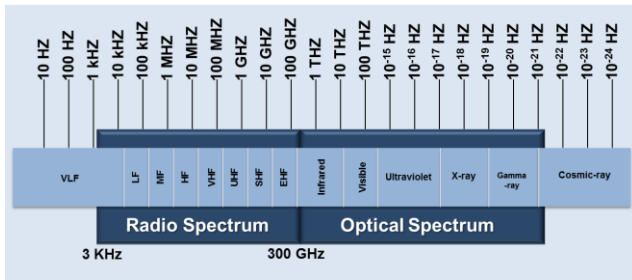 10 HZ
100 HZ
1 kHZ
10 kHZ
100 kHZ
1 MHZ
10 MHZ
100 MHZ
1 GHZ
10 GHZ
100 GHZ
1 THZ
10 THZ
100 THZ
10-15 HZ
10-16 HZ
10-17 HZ
10-18 HZ
10-19 HZ
10-20 HZ
10-21 HZ
10-22 HZ
10-23 HZ
10-24 HZ
VLF
LF
MF
HF
VHF
UHF
SHF
EHF
Infrared
Visible
Ultraviolet
X-ray
Gamma
-ray
Cosmic-ray
Radio Spectrum
Optical Spectrum
3 KHz
300 GHz